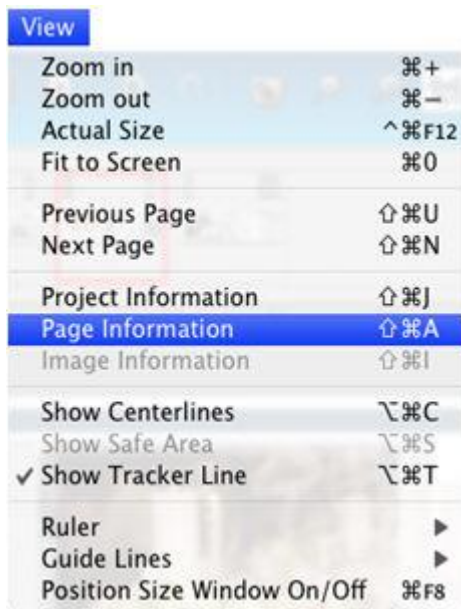 View
Zoom in ⌘+
Zoom out ⌘−
Actual Size ^⌘F12
Fit to Screen ⌘0
Previous Page ⇧⌘U
Next Page ⇧⌘N
Project Information ⇧⌘J
Page Information ⇧⌘A
Image Information ⇧⌘I
Show Centerlines ⌥⌘C
Show Safe Area ⌥⌘S
✓ Show Tracker Line ⌥⌘T
Ruler ▶
Guide Lines ▶
Position Size Window On/Off ⌘F8